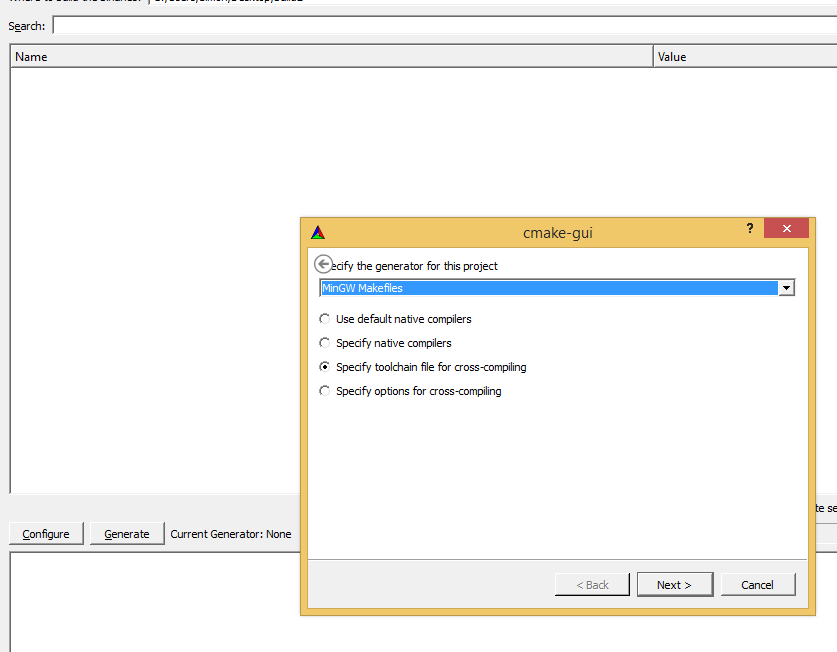 Search:
Name Value
cmake-gui ?
ecify the generator for this project
MinGW Makefiles
Use default native compilers
Specify native compilers
Specify toolchain file for cross-compiling
Specify options for cross-compiling
Configure Generate Current Generator: None
< Back Next > Cancel